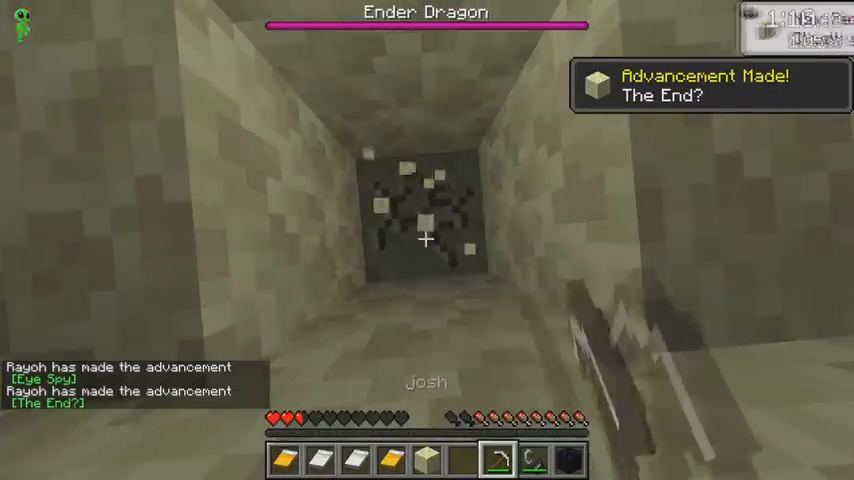 Ender Dragon
Advancement Made!
The End?
Rayoh has made the advancement
[Eye Spy]
Rayoh has made the advancement
[The End?]
josh